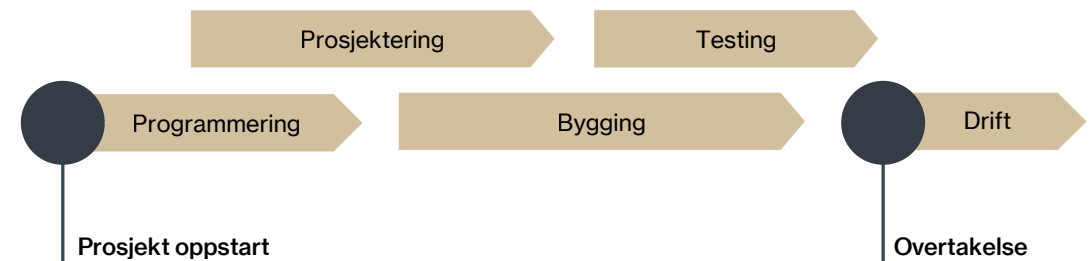 Prosjektering
Testing
Programmering
Bygging
Drift
Prosjekt oppstart
Overtakelse